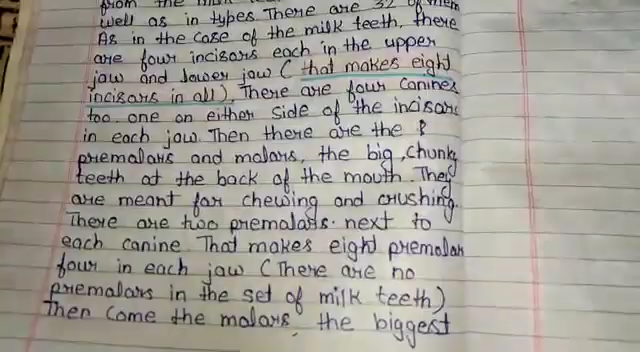 from the milk
well as in types There are 32 of them
As in the case of the milk teeth, there
are four incisors each in the upper
jaw and lower jaw ( that makes eight
incisors in all). There are four canines
too one on either side of the incisors
in each jaw. Then there are the
premolars and molars, the big, chunky
teeth at the back of the mouth. They
are meant for chewing and crushing.
There are two premolars. next to
each canine That makes eight premolar
four in each jaw ( There are no
premolars in the set of milk teeth)
Then come the molars, the biggest